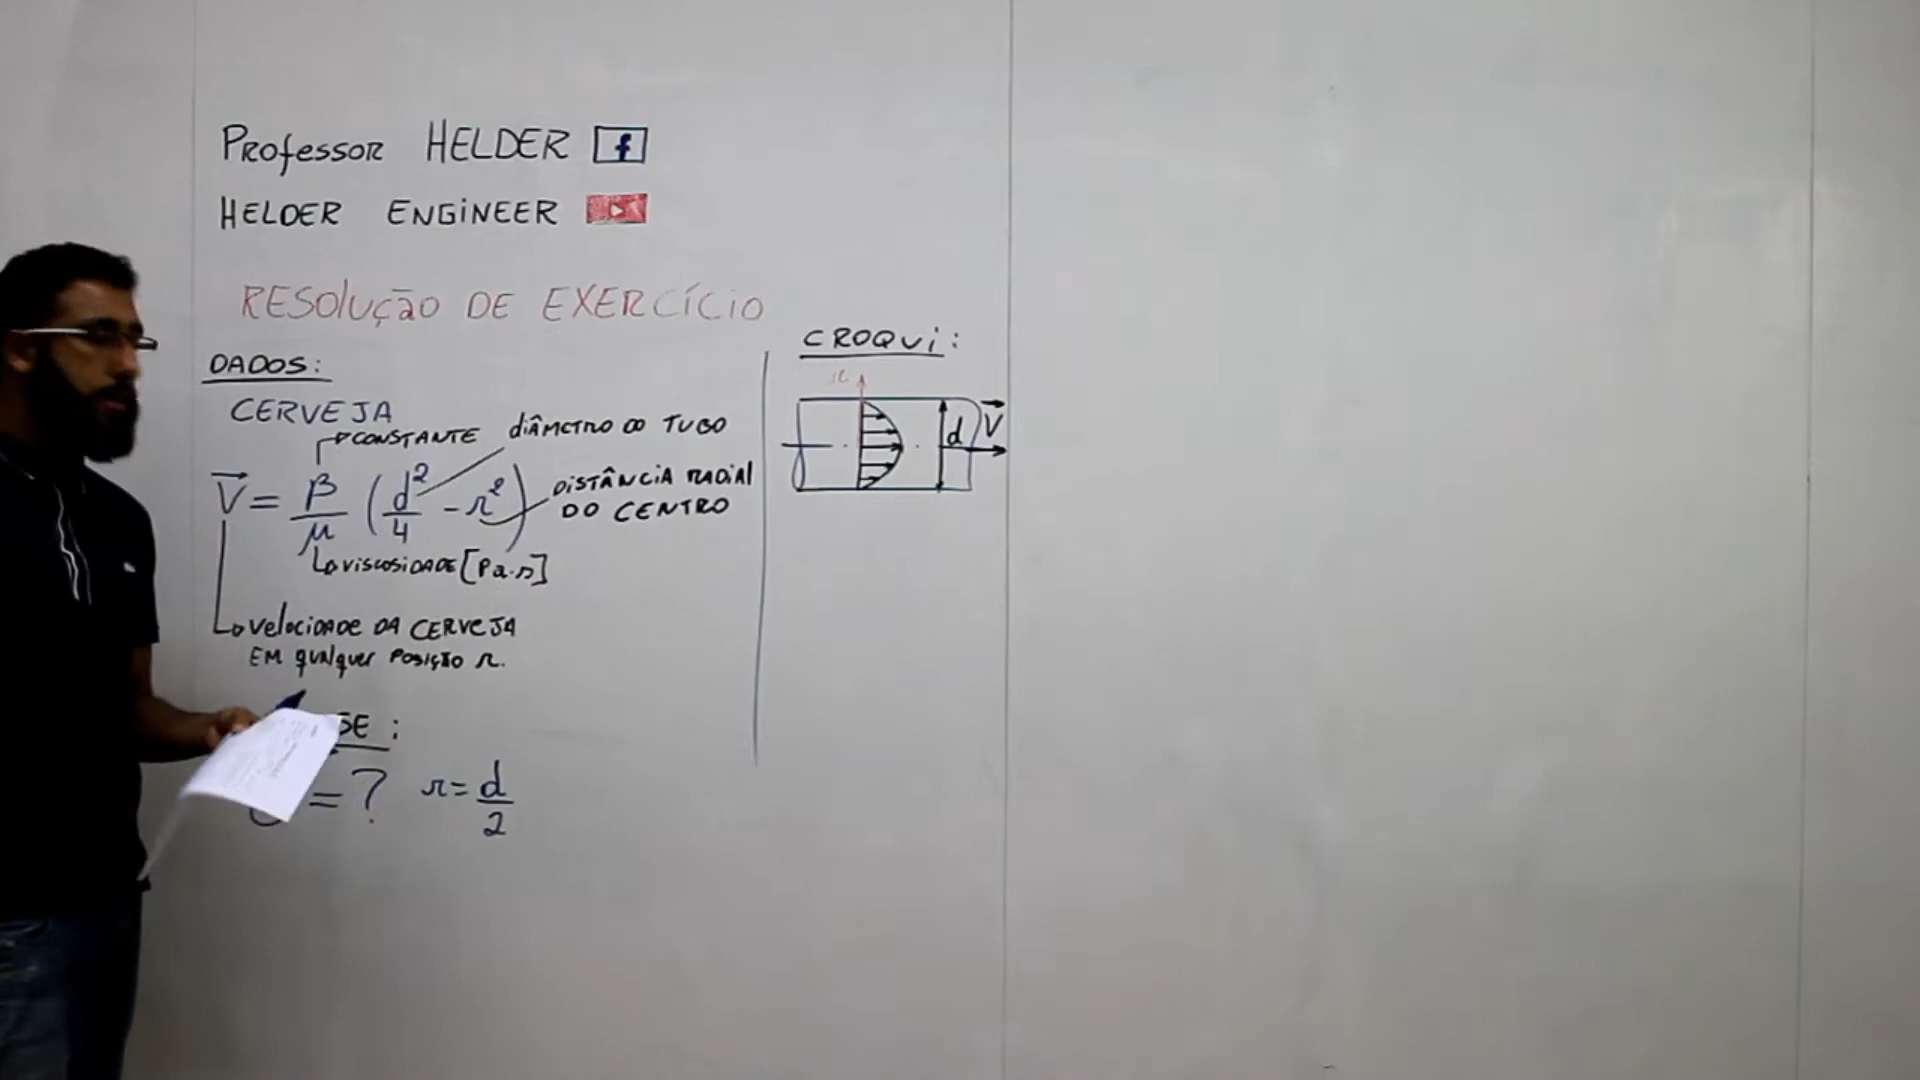 Professor HELDER f
HELDER ENGINEER
RESOLUÇÃO DE EXERCÍCIO
DADOS:
CERVEJA
CONSTANTE
diâmetro do TUBO
V = β/μ (d²/4 - r²)
DISTÂNCIA RADIAL
DO CENTRO
VISCOSIDADE [Pa.s]
Velocidade DA CERVEJA
EM qualquer posição r.
SE :
= ? r = d/2
CROQUI:
r
d
V